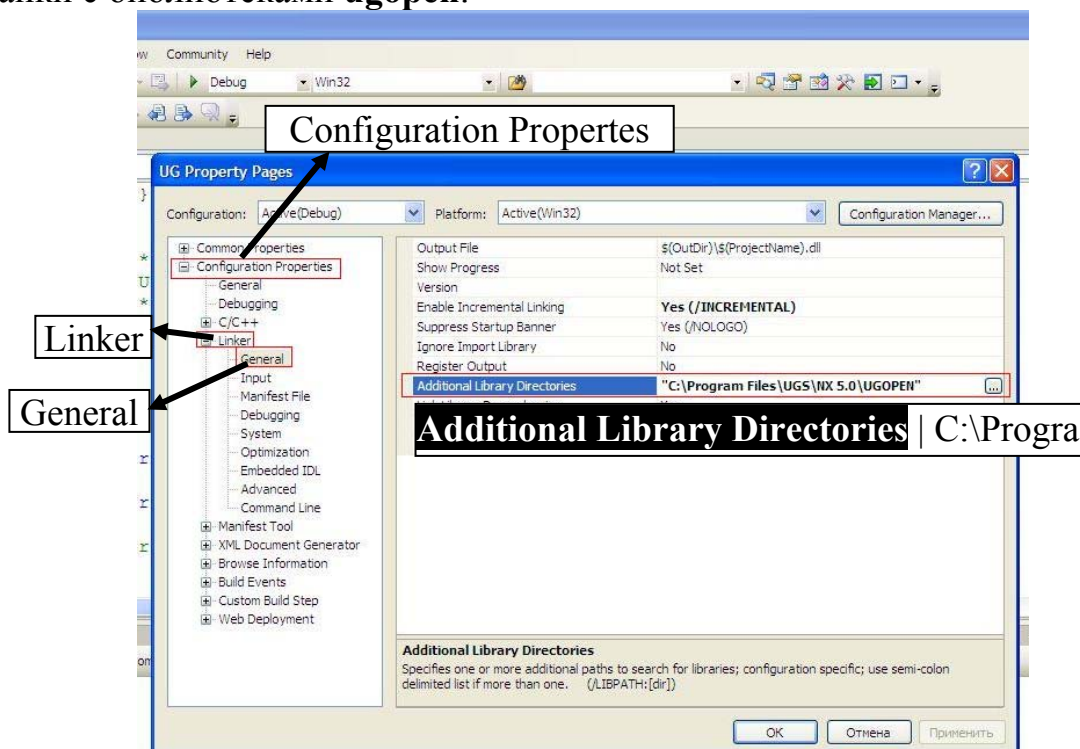 ugopen.
Community Help
Debug Win32
Configuration Propertes
UG Property Pages
Configuration: Active(Debug) Platform: Active(Win32) Configuration Manager...
Common Properties
Configuration Properties
General
Debugging
C/C++
Linker
General
Input
Manifest File
Debugging
System
Optimization
Embedded IDL
Advanced
Command Line
Manifest Tool
XML Document Generator
Browse Information
Build Events
Custom Build Step
Web Deployment
Output File $(OutDir)\$(ProjectName).dll
Show Progress Not Set
Version
Enable Incremental Linking Yes (/INCREMENTAL)
Suppress Startup Banner Yes (/NOLOGO)
Ignore Import Library No
Register Output No
Additional Library Directories "C:\Program Files\UGS\NX 5.0\UGOPEN" ...
Linker
General
Additional Library Directories | C:\Progra
Additional Library Directories
Specifies one or more additional paths to search for libraries; configuration specific; use semi-colon
delimited list if more than one. (/LIBPATH:[dir])
OK Отмена Применить